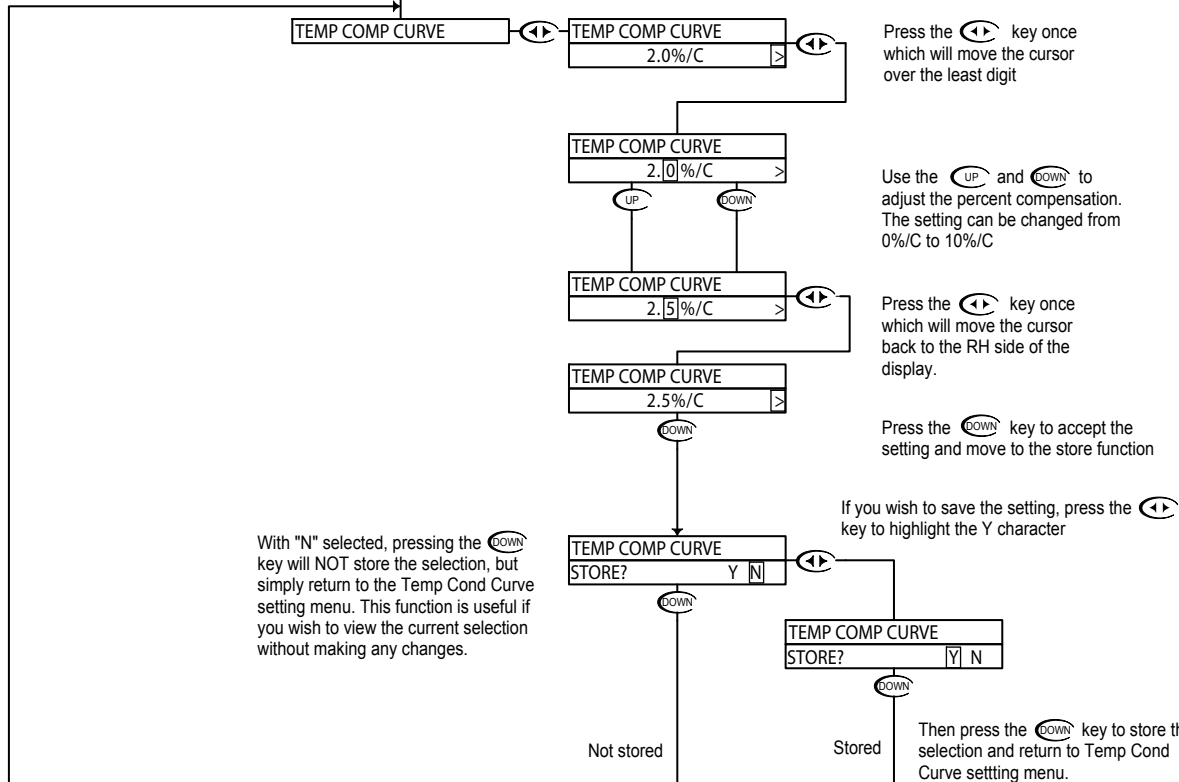 TEMP COMP CURVE
TEMP COMP CURVE
2.0%/C >
Press the key once
which will move the cursor
over the least digit
TEMP COMP CURVE
2.0%/C >
UP
DOWN
Use the UP and DOWN to
adjust the percent compensation.
The setting can be changed from
0%/C to 10%/C
TEMP COMP CURVE
2.5%/C >
Press the key once
which will move the cursor
back to the RH side of the
display.
TEMP COMP CURVE
2.5%/C >
DOWN
Press the DOWN key to accept the
setting and move to the store function
If you wish to save the setting, press the
key to highlight the Y character
With "N" selected, pressing the DOWN
key will NOT store the selection, but
simply return to the Temp Cond Curve
setting menu. This function is useful if
you wish to view the current selection
without making any changes.
TEMP COMP CURVE
STORE? Y N
DOWN
TEMP COMP CURVE
STORE? Y N
DOWN
Not stored
Stored
Then press the DOWN key to store
selection and return to Temp Cond
Curve settting menu.